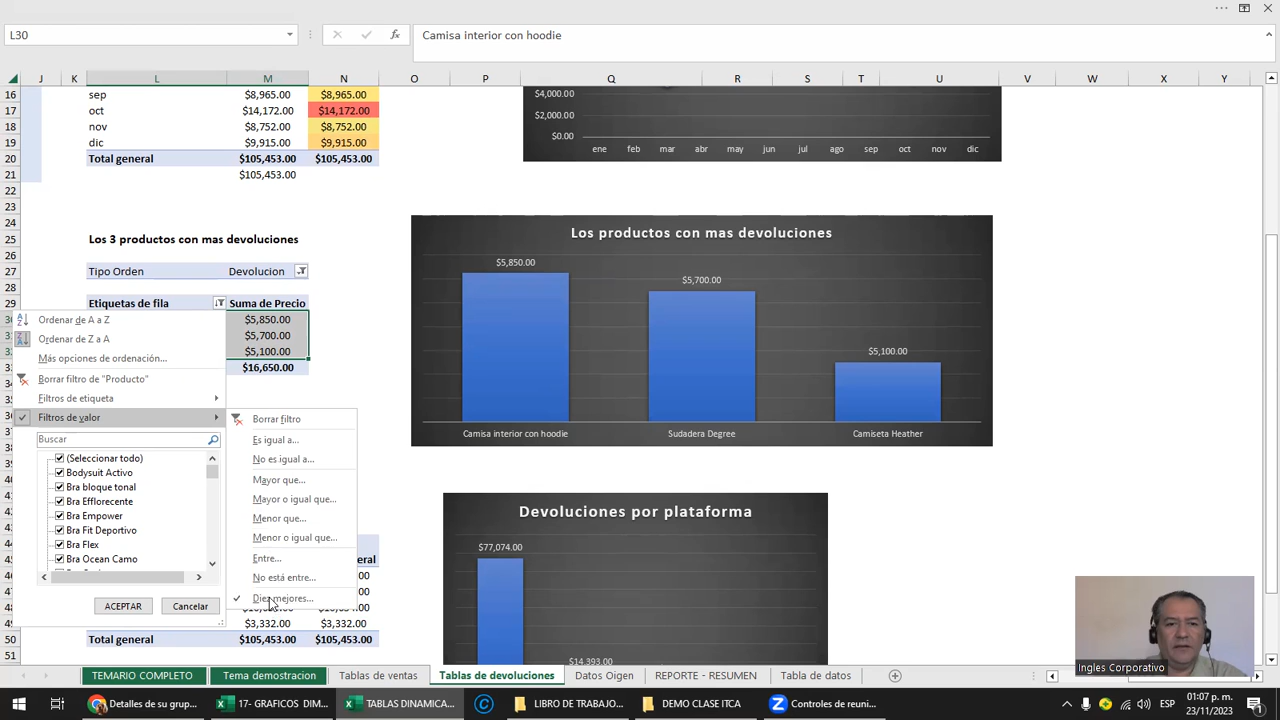 L30
fx
Camisa interior con hoodie
J K L M N O P Q R S T U V W X Y
16 sep $8,965.00 $8,965.00
17 oct $14,172.00 $14,172.00
18 nov $8,752.00 $8,752.00
19 dic $9,915.00 $9,915.00
20 Total general $105,453.00 $105,453.00
21 $105,453.00
22
23
24
25 Los 3 productos con mas devoluciones
26
27 Tipo Orden Devolucion
28
29 Etiquetas de fila Suma de Precio
$5,850.00
$5,700.00
$5,100.00
$16,650.00
Ordenar de A a Z
Ordenar de Z a A
Más opciones de ordenación...
Borrar filtro de "Producto"
Filtros de etiqueta
Filtros de valor
Buscar
(Seleccionar todo)
Bodysuit Activo
Bra bloque tonal
Bra Efflorecente
Bra Empower
Bra Fit Deportivo
Bra Flex
Bra Ocean Camo
ACEPTAR Cancelar
Borrar filtro
Es igual a...
No es igual a...
Mayor que...
Mayor o igual que...
Menor que...
Menor o igual que...
Entre...
No está entre...
Diez mejores...
$3,332.00 $3,332.00
50 Total general $105,453.00 $105,453.00
51
$4,000.00
$2,000.00
$0.00
ene feb mar abr may jun jul ago sep oct nov dic
Los productos con mas devoluciones
$5,850.00
$5,700.00
$5,100.00
Camisa interior con hoodie Sudadera Degree Camiseta Heather
Devoluciones por plataforma
$77,074.00
$14,393.00
Ingles Corporativo
TEMARIO COMPLETO Tema demostracion Tablas de ventas Tablas de devoluciones Datos Oigen REPORTE - RESUMEN Tabla de datos
Detalles de su grup... 17- GRAFICOS DIM... TABLAS DINAMICA... LIBRO DE TRABAJO... DEMO CLASE ITCA Controles de reuni...
ESP
01:07 p. m.
23/11/2023